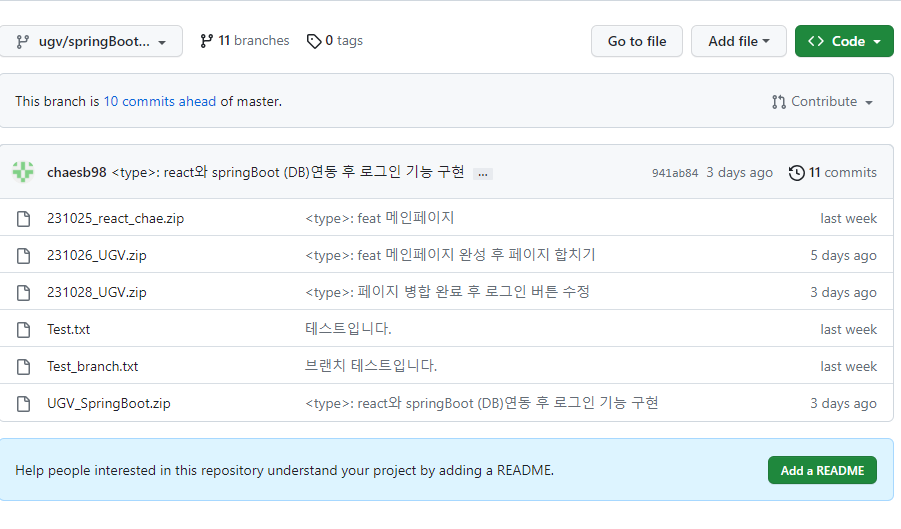 ugv/springBoot... 11 branches 0 tags Go to file Add file Code
This branch is 10 commits ahead of master. Contribute
chaesb98 <type>: react와 springBoot (DB)연동 후 로그인 기능 구현 ... 941ab84 3 days ago 11 commits
231025_react_chae.zip <type>: feat 메인페이지 last week
231026_UGV.zip <type>: feat 메인페이지 완성 후 페이지 합치기 5 days ago
231028_UGV.zip <type>: 페이지 병합 완료 후 로그인 버튼 수정 3 days ago
Test.txt 테스트입니다. last week
Test_branch.txt 브랜치 테스트입니다. last week
UGV_SpringBoot.zip <type>: react와 springBoot (DB)연동 후 로그인 기능 구현 3 days ago
Help people interested in this repository understand your project by adding a README. Add a README